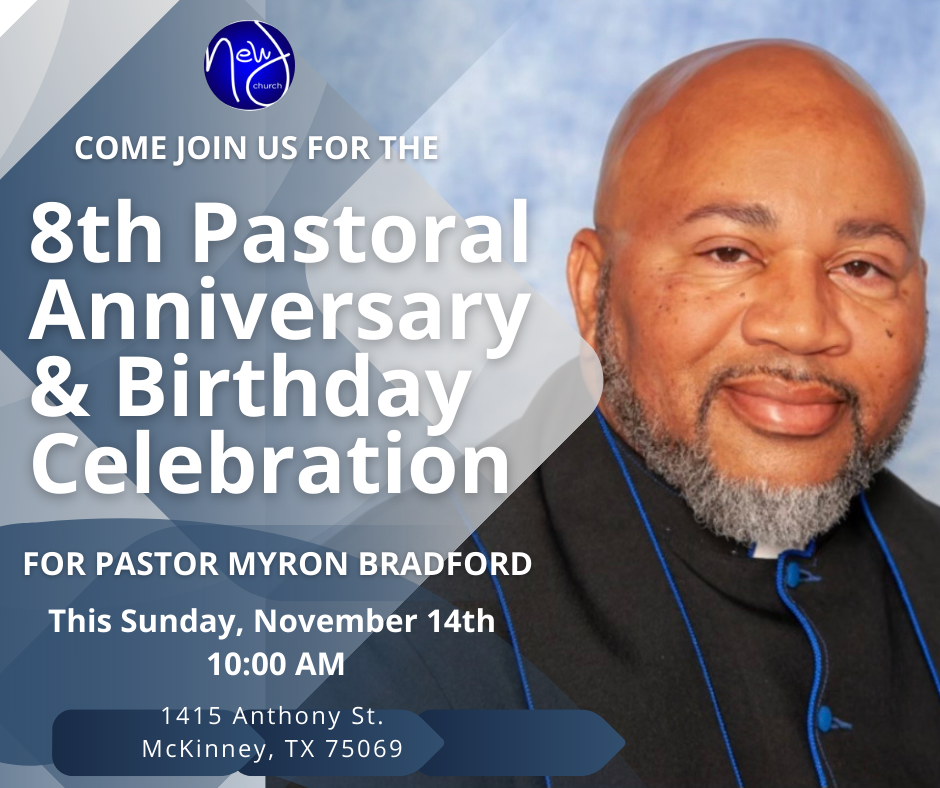 New J
church
COME JOIN US FOR THE
8th Pastoral
Anniversary
& Birthday
Celebration
FOR PASTOR MYRON BRADFORD
This Sunday, November 14th
10:00 AM
1415 Anthony St.
McKinney, TX 75069